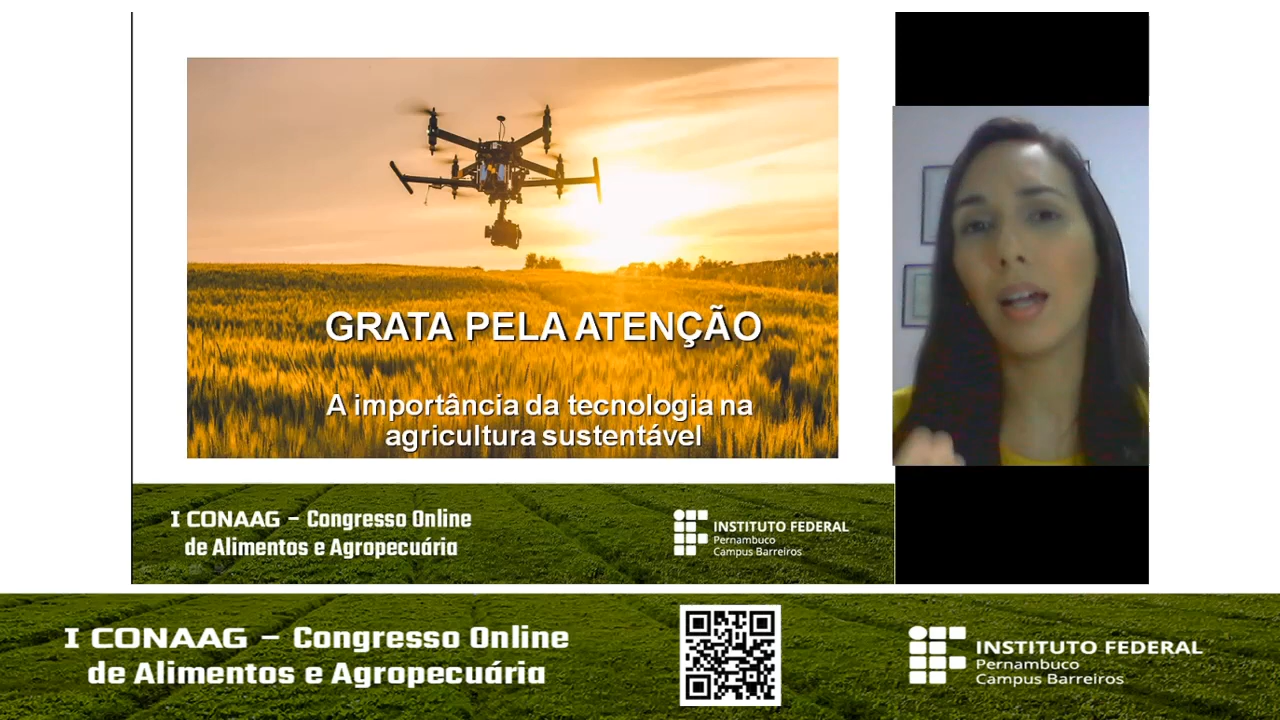 GRATA PELA ATENÇÃO
A importância da tecnologia na
agricultura sustentável
I CONAAG – Congresso Online
de Alimentos e Agropecuária
INSTITUTO FEDERAL
Pernambuco
Campus Barreiros
I CONAAG – Congresso Online
de Alimentos e Agropecuária
INSTITUTO FEDERAL
Pernambuco
Campus Barreiros